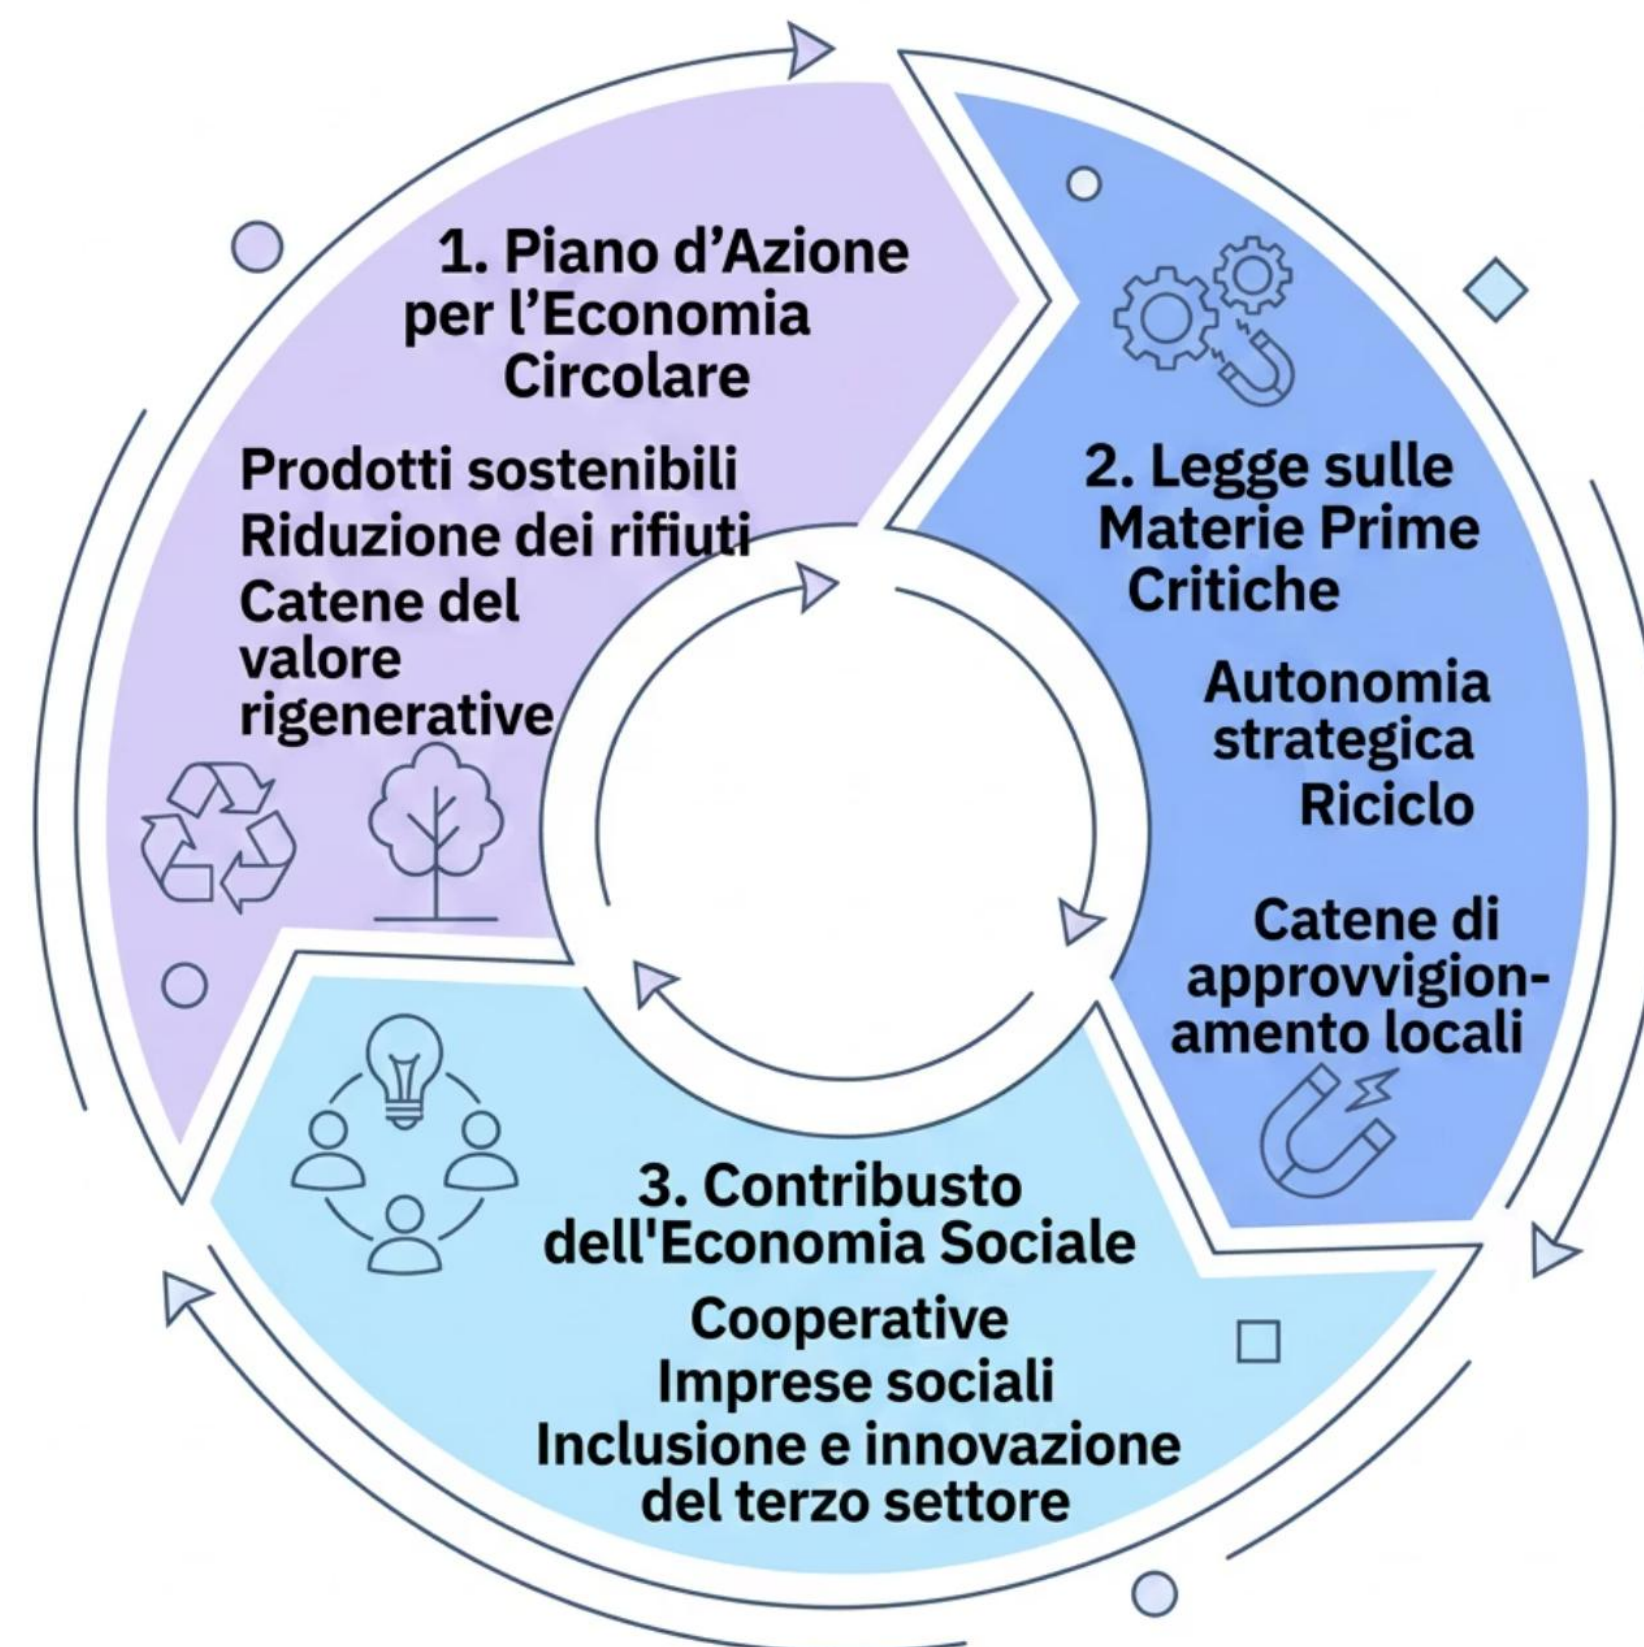 1. Piano d’Azione
per l’Economia
Circolare
Prodotti sostenibili
Riduzione dei rifiuti
Catene del
valore
rigenerative
2. Legge sulle
Materie Prime
Critiche
Autonomia
strategica
Riciclo
Catene di
approvvigion-
amento locali
3. Contribusto
dell'Economia Sociale
Cooperative
Imprese sociali
Inclusione e innovazione
del terzo settore